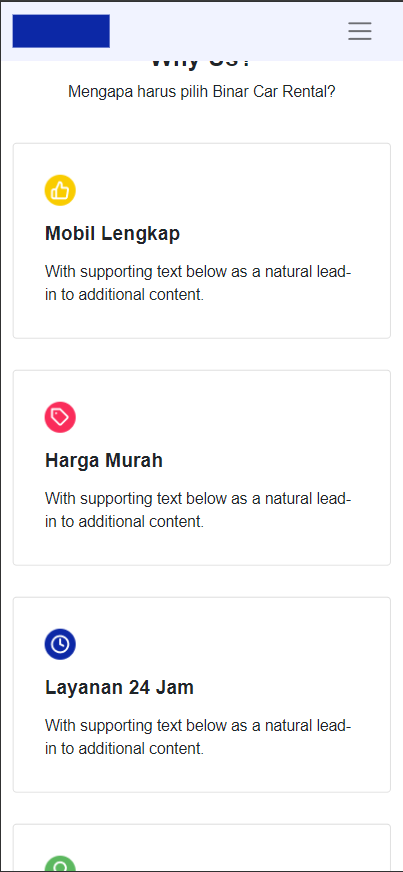 Why Us?
Mengapa harus pilih Binar Car Rental?
Mobil Lengkap
With supporting text below as a natural lead-
in to additional content.
Harga Murah
With supporting text below as a natural lead-
in to additional content.
Layanan 24 Jam
With supporting text below as a natural lead-
in to additional content.